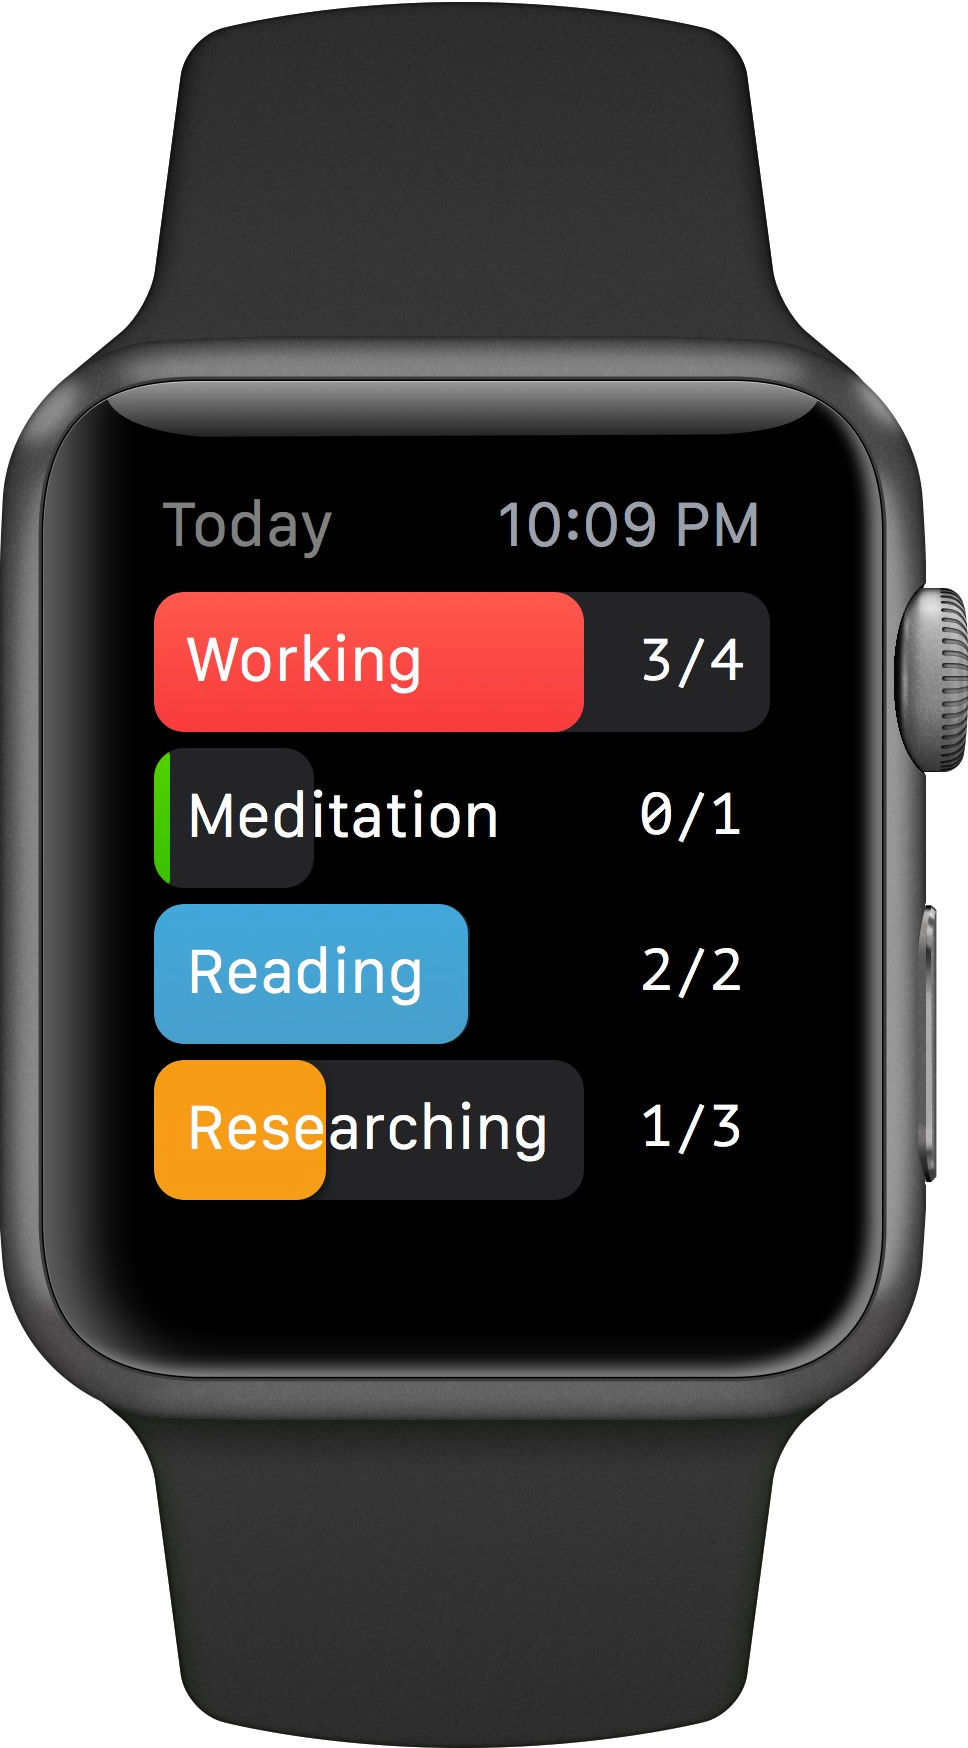 Today 10:09 PM
Working 3/4
Meditation 0/1
Reading 2/2
Researching 1/3